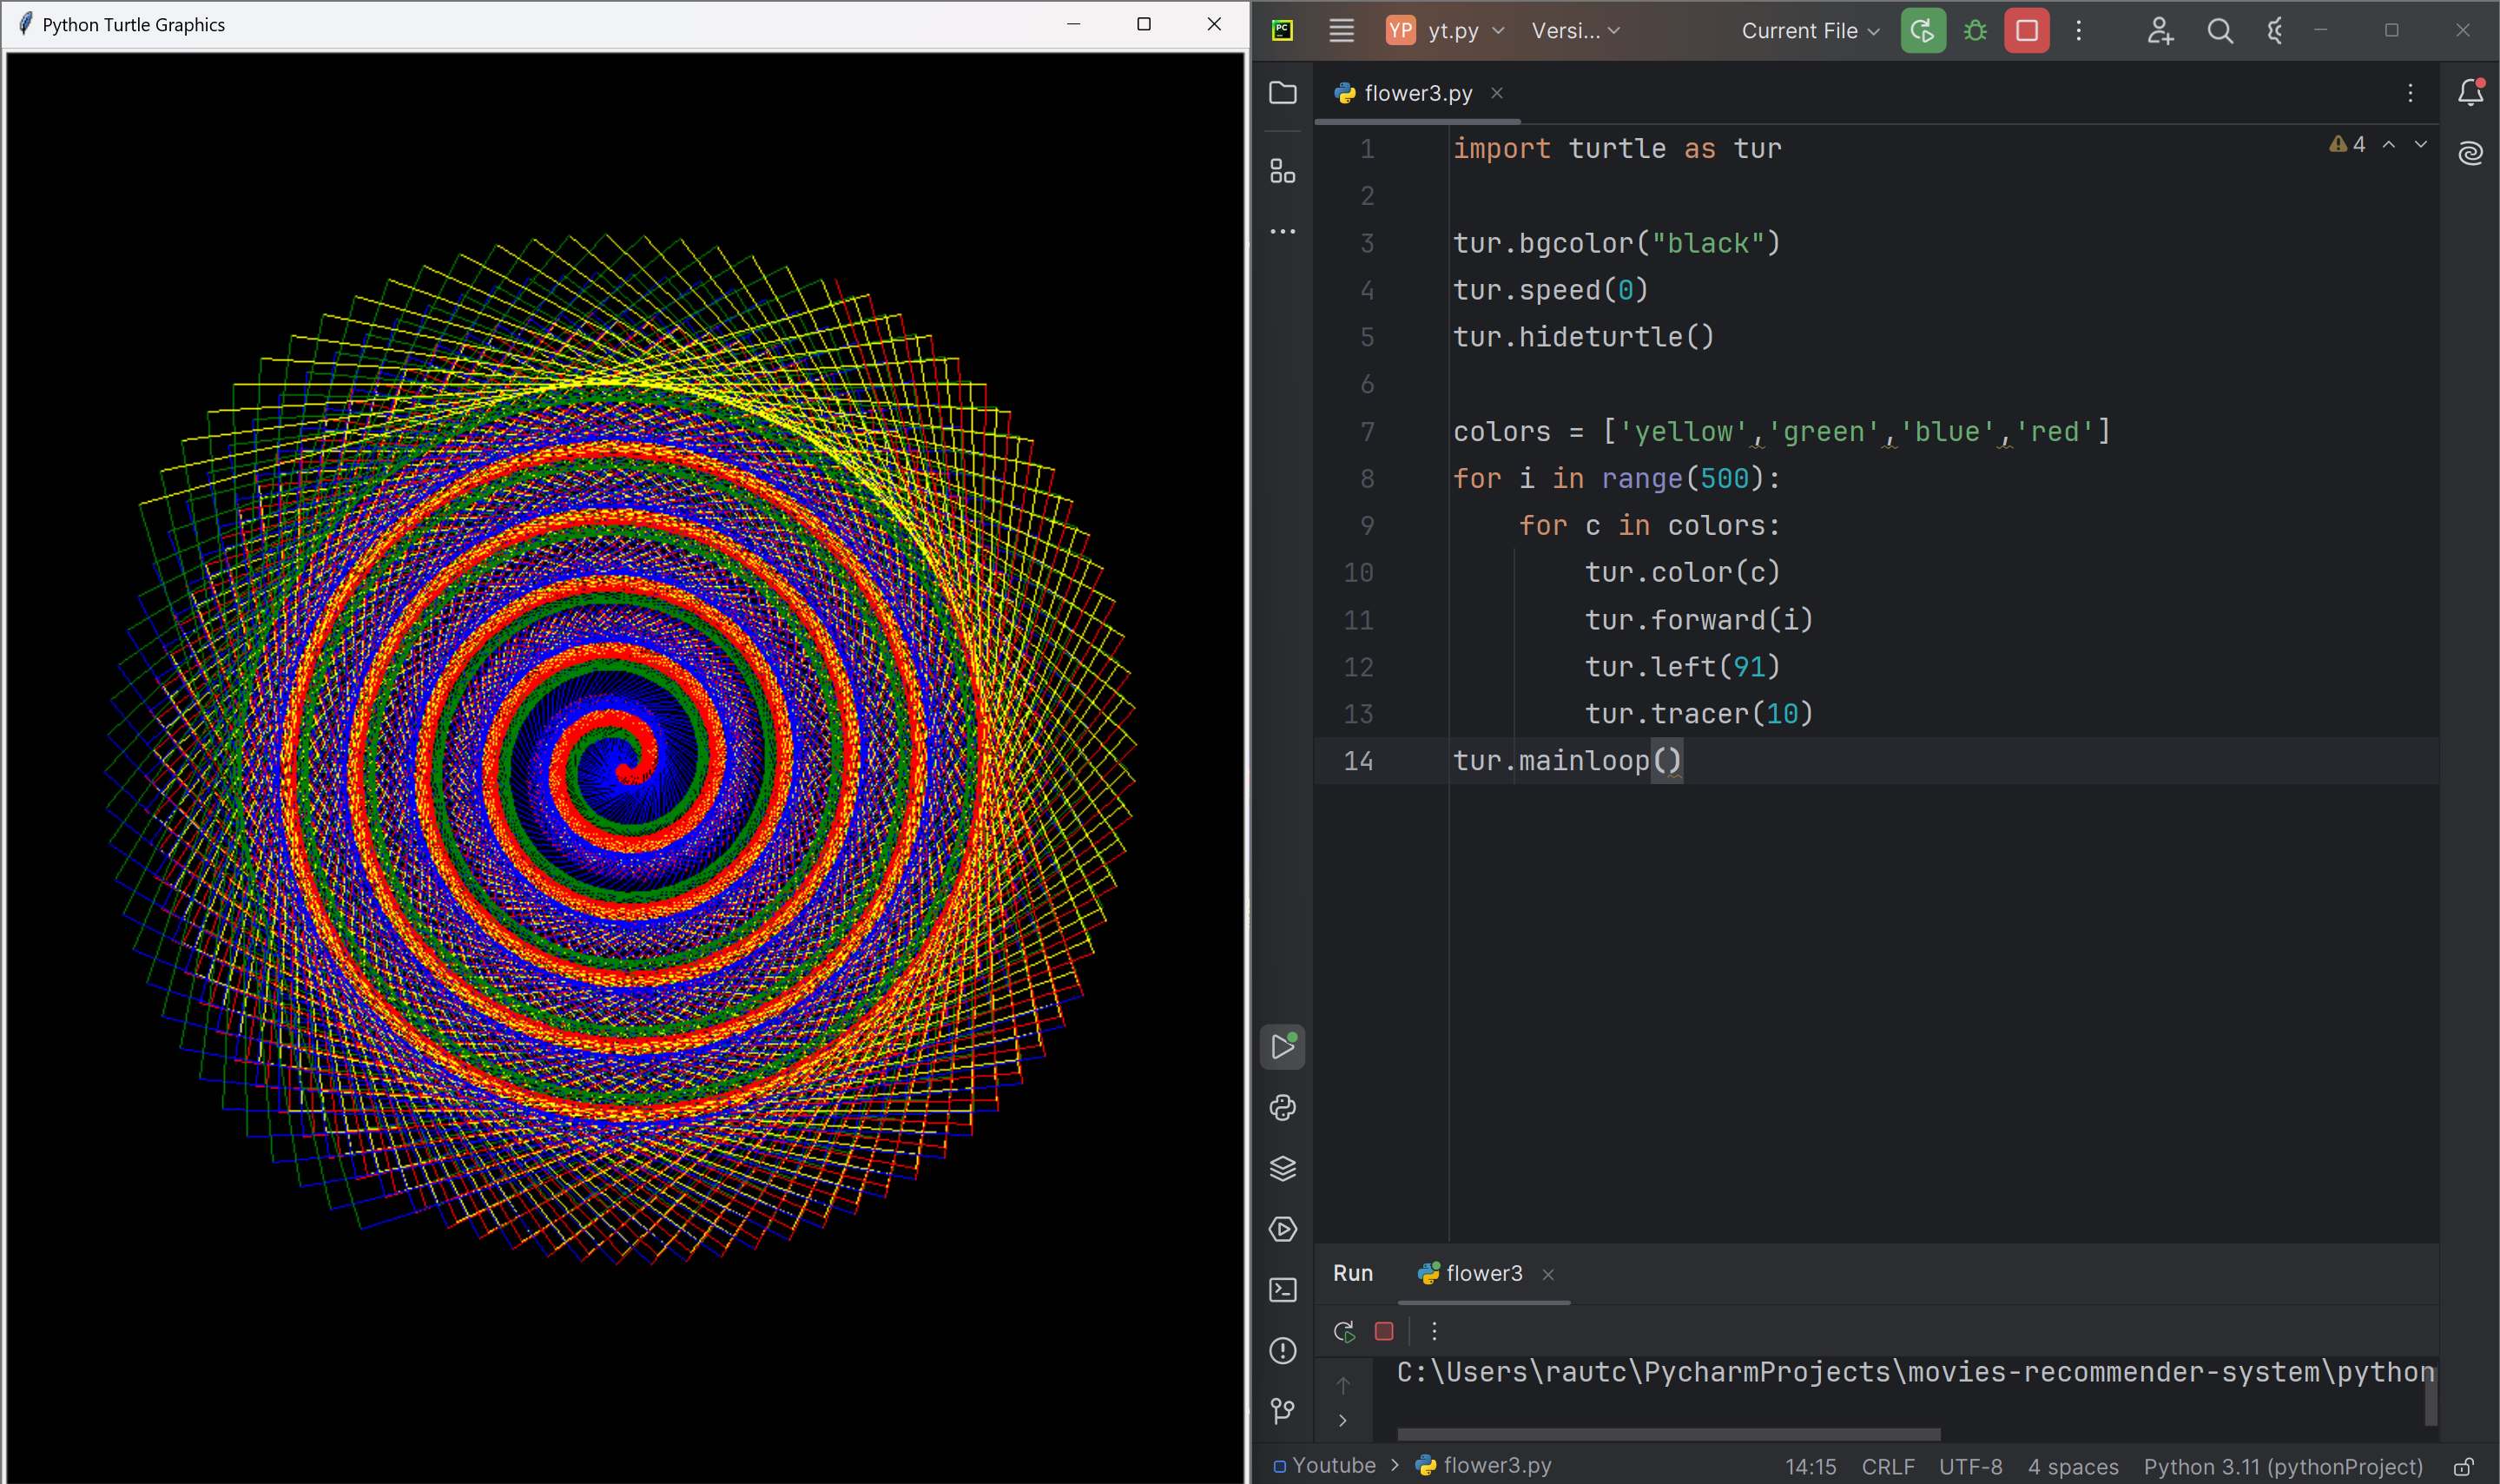 Python Turtle Graphics
PC
YP yt.py Versi... Current File
flower3.py
4
1 import turtle as tur
2
3 tur.bgcolor("black")
4 tur.speed(0)
5 tur.hideturtle()
6
7 colors = ['yellow','green','blue','red']
8 for i in range(500):
9     for c in colors:
10         tur.color(c)
11         tur.forward(i)
12         tur.left(91)
13         tur.tracer(10)
14 tur.mainloop()
Run flower3
C:\Users\rautc\PycharmProjects\movies-recommender-system\python
Youtube > flower3.py 14:15 CRLF UTF-8 4 spaces Python 3.11 (pythonProject)